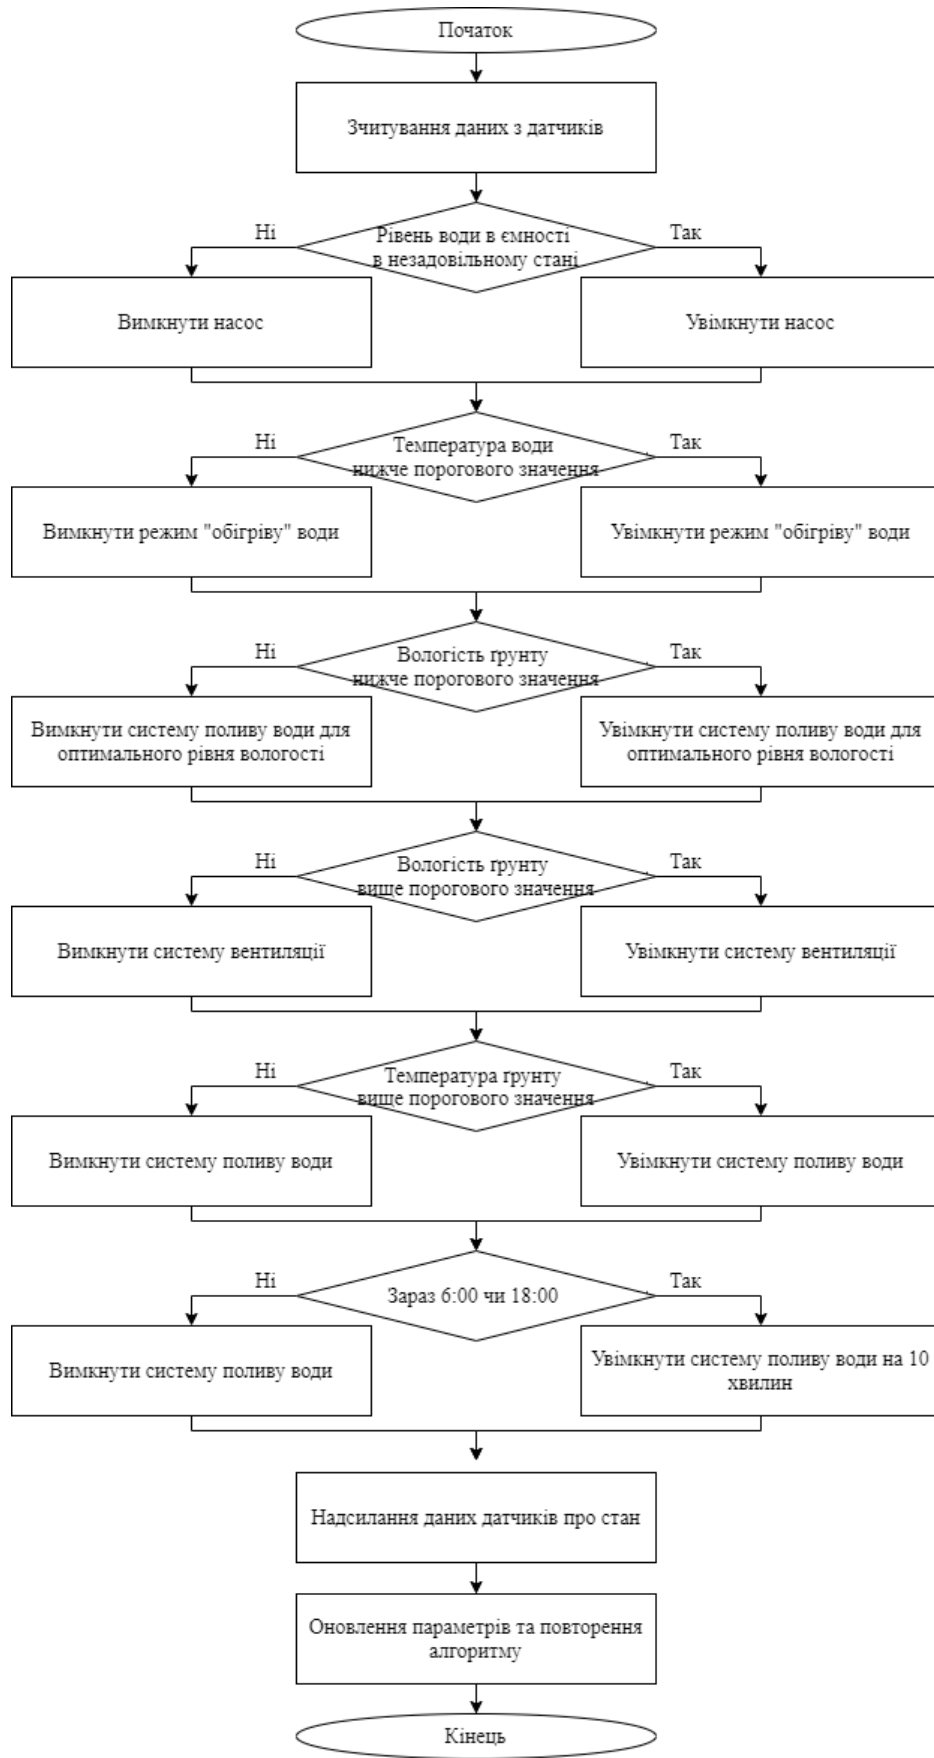 Початок
Зчитування даних з датчиків
Ні
Рівень води в ємності
в незадовільному стані
Так
Вимкнути насос
Увімкнути насос
Ні
Температура води
нижче порогового значення
Так
Вимкнути режим "обігріву" води
Увімкнути режим "обігріву" води
Ні
Вологість ґрунту
нижче порогового значення
Так
Вимкнути систему поливу води для
оптимального рівня вологості
Увімкнути систему поливу води для
оптимального рівня вологості
Ні
Вологість ґрунту
вище порогового значення
Так
Вимкнути систему вентиляції
Увімкнути систему вентиляції
Ні
Температура ґрунту
вище порогового значення
Так
Вимкнути систему поливу води
Увімкнути систему поливу води
Ні
Зараз 6:00 чи 18:00
Так
Вимкнути систему поливу води
Увімкнути систему поливу води на 10
хвилин
Надсилання даних датчиків про стан
Оновлення параметрів та повторення
алгоритму
Кінець